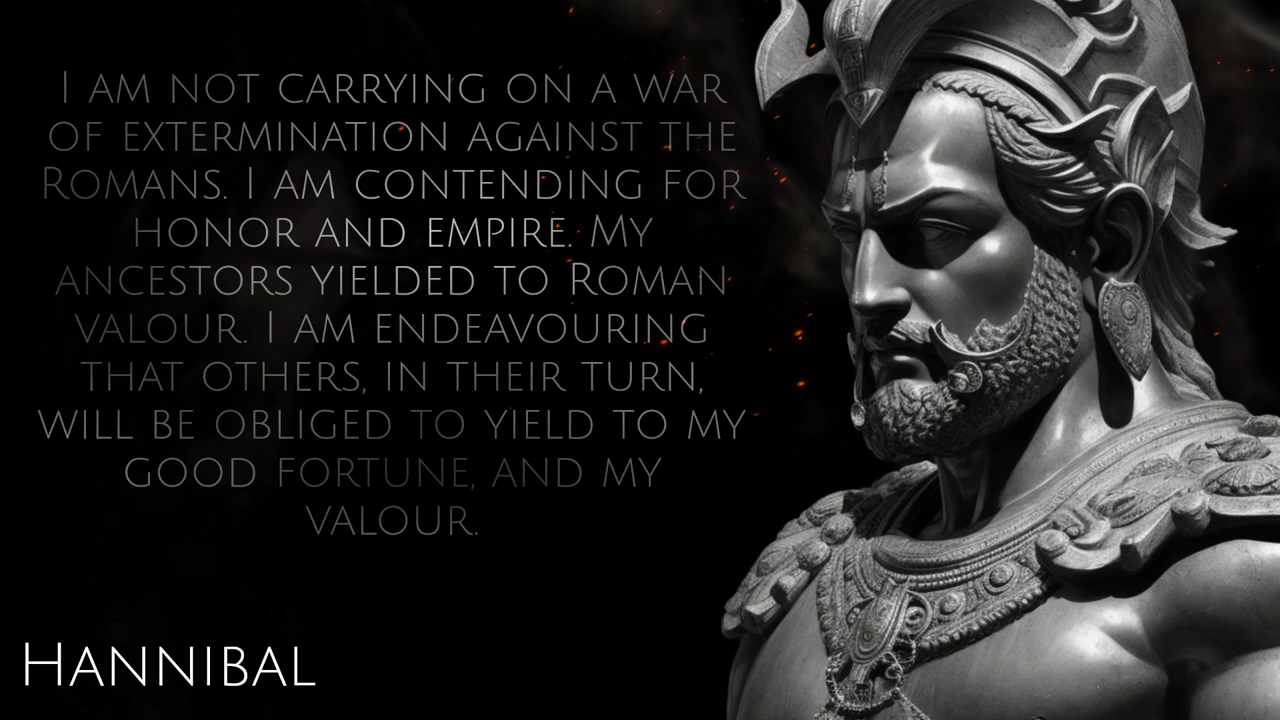 I AM NOT CARRYING ON A WAR
OF EXTERMINATION AGAINST THE
ROMANS. I AM CONTENDING FOR
HONOR AND EMPIRE. MY
ANCESTORS YIELDED TO ROMAN
VALOUR. I AM ENDEAVOURING
THAT OTHERS, IN THEIR TURN,
WILL BE OBLIGED TO YIELD TO MY
GOOD FORTUNE, AND MY
VALOUR.
HANNIBAL